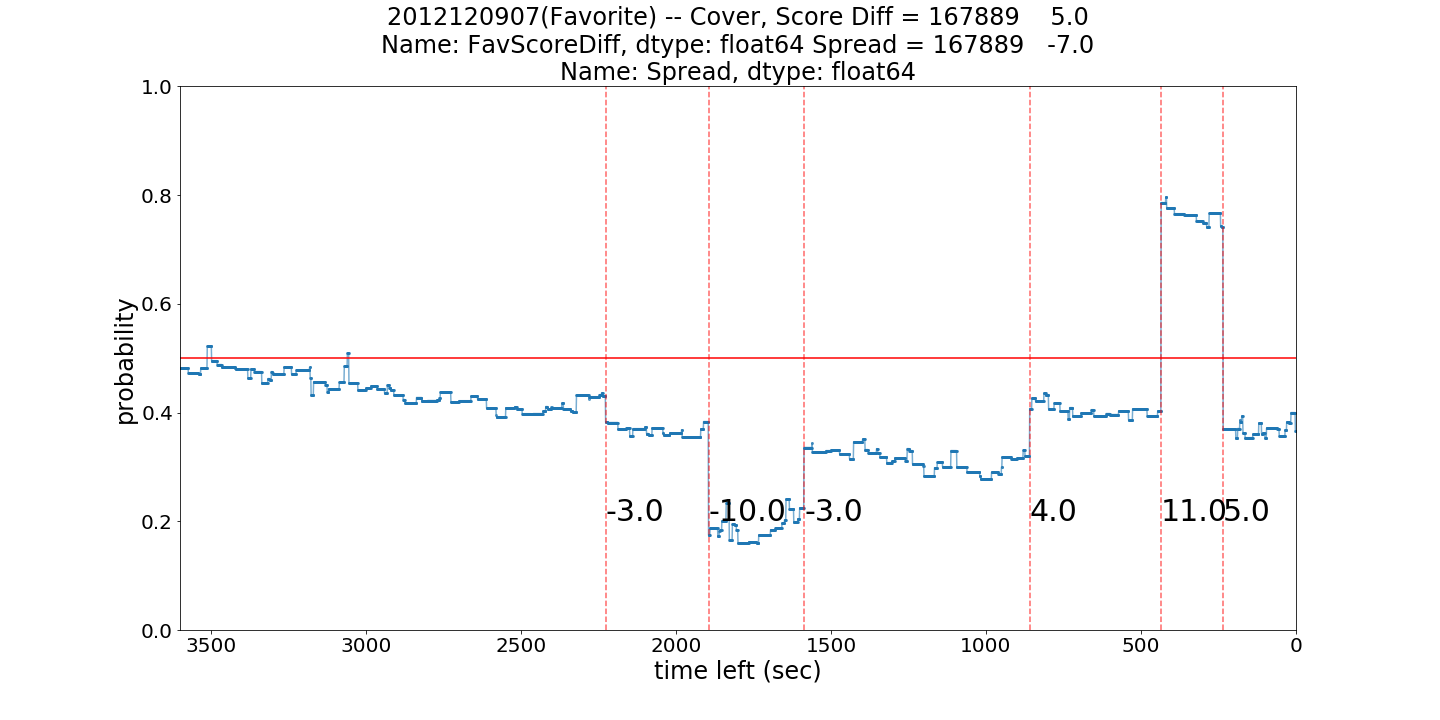 2012120907(Favorite) -- Cover, Score Diff = 167889    5.0
Name: FavScoreDiff, dtype: float64 Spread = 167889   -7.0
Name: Spread, dtype: float64
1.0
0.8
0.6
0.4
0.2
0.0
probability
-3.0
-10.0
-3.0
4.0
11.0
5.0
3500 3000 2500 2000 1500 1000 500 0
time left (sec)